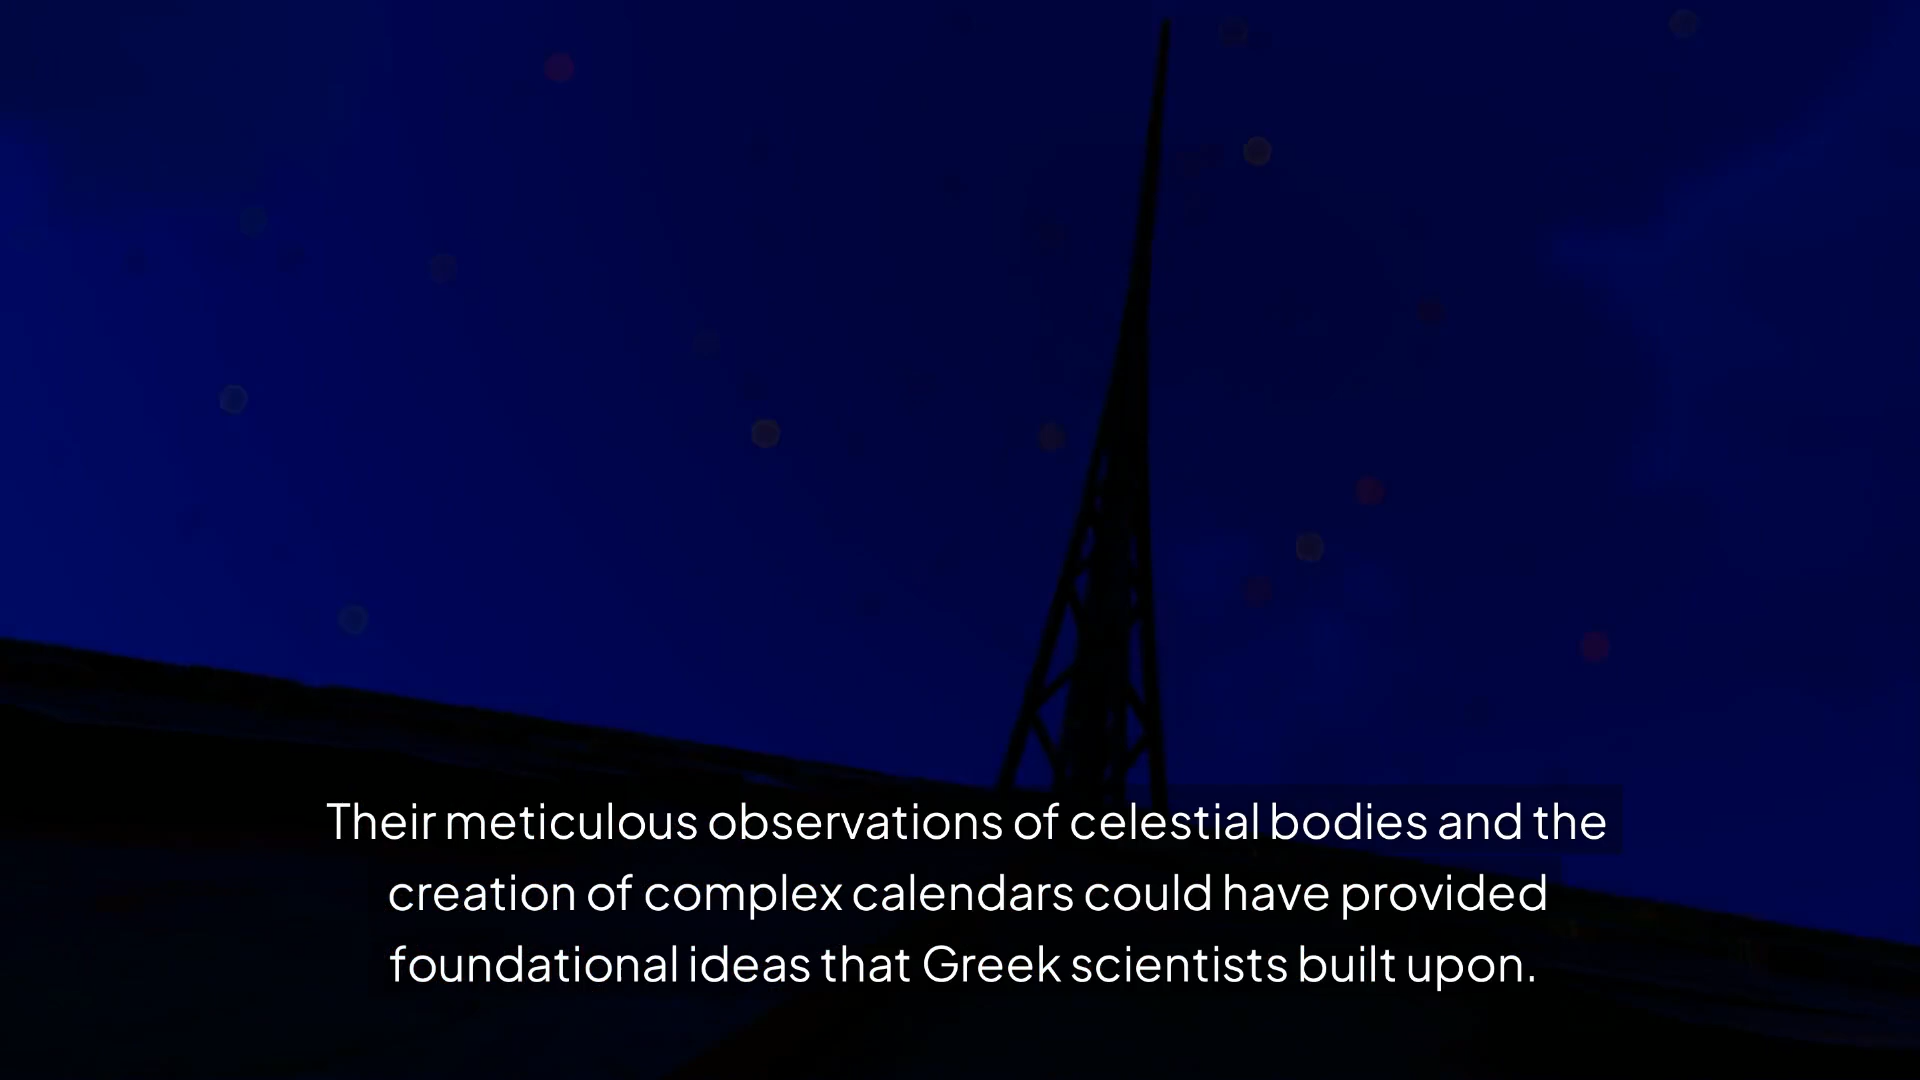 Their meticulous observations of celestial bodies and the
creation of complex calendars could have provided
foundational ideas that Greek scientists built upon.